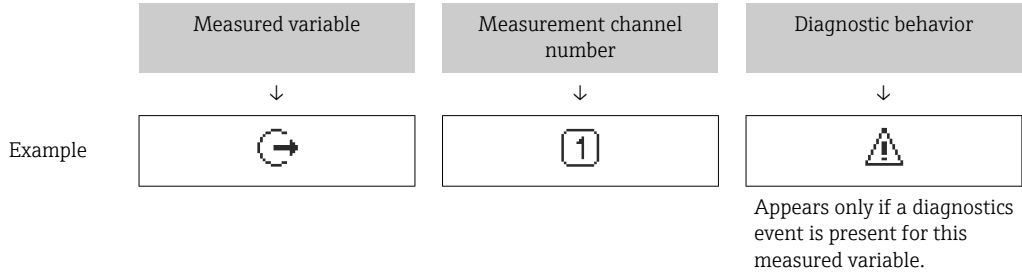 Measured variable
Measurement channel
number
Diagnostic behavior
↓
↓
↓
Example
1
Appears only if a diagnostics
event is present for this
measured variable.